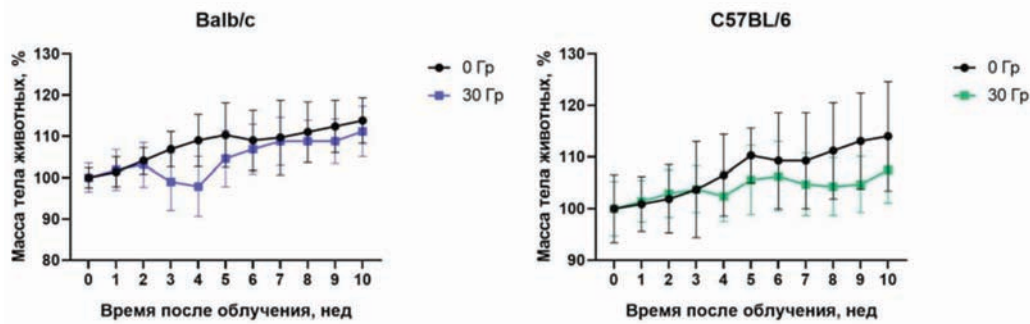 Balb/c
Масса тела животных, %
130
120
110
100
90
80
0 1 2 3 4 5 6 7 8 9 10
Время после облучения, нед
0 Гр
30 Гр
C57BL/6
Масса тела животных, %
130
120
110
100
90
0 1 2 3 4 5 6 7 8 9 10
Время после облучения, нед
0 Гр
30 Гр